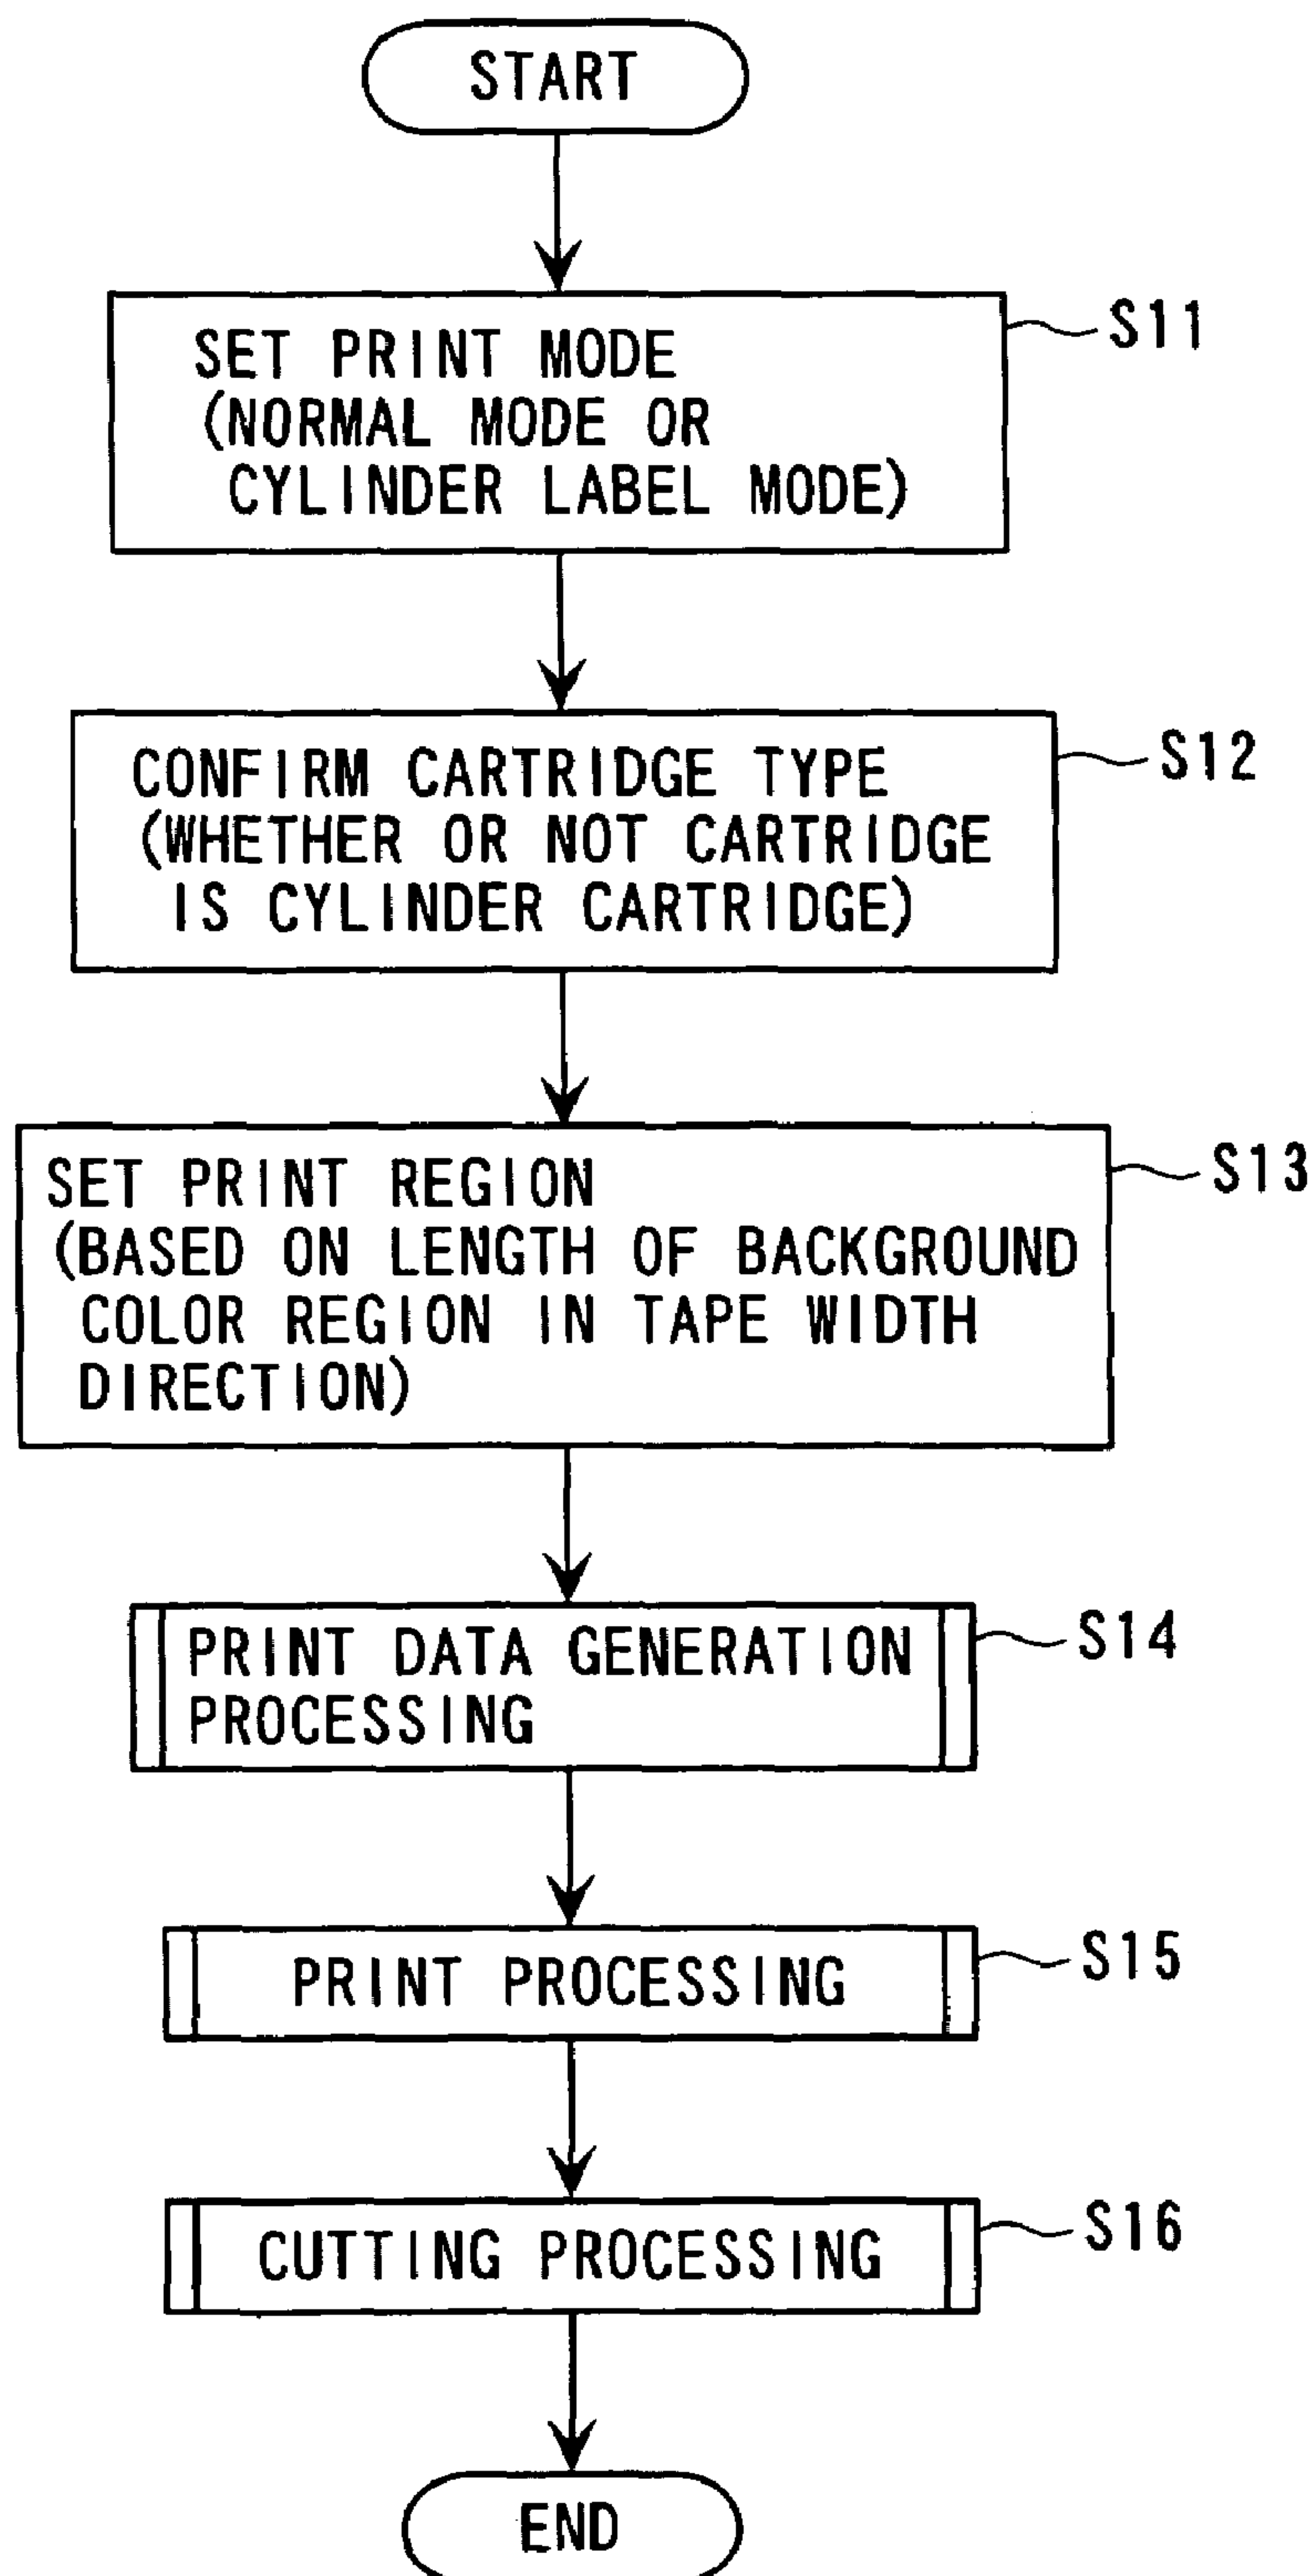 START
SET PRINT MODE
(NORMAL MODE OR
CYLINDER LABEL MODE)
S11
CONFIRM CARTRIDGE TYPE
(WHETHER OR NOT CARTRIDGE
IS CYLINDER CARTRIDGE)
S12
SET PRINT REGION
(BASED ON LENGTH OF BACKGROUND
COLOR REGION IN TAPE WIDTH
DIRECTION)
S13
PRINT DATA GENERATION
PROCESSING
S14
PRINT PROCESSING
S15
CUTTING PROCESSING
S16
END